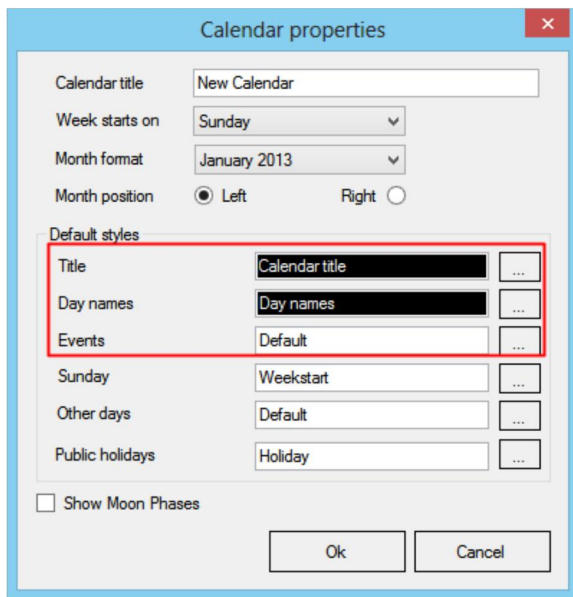 Calendar properties
Calendar title New Calendar
Week starts on Sunday
Month format January 2013
Month position Left Right
Default styles
Title Calendar title ...
Day names Day names ...
Events Default ...
Sunday Weekstart ...
Other days Default ...
Public holidays Holiday ...
Show Moon Phases
Ok Cancel